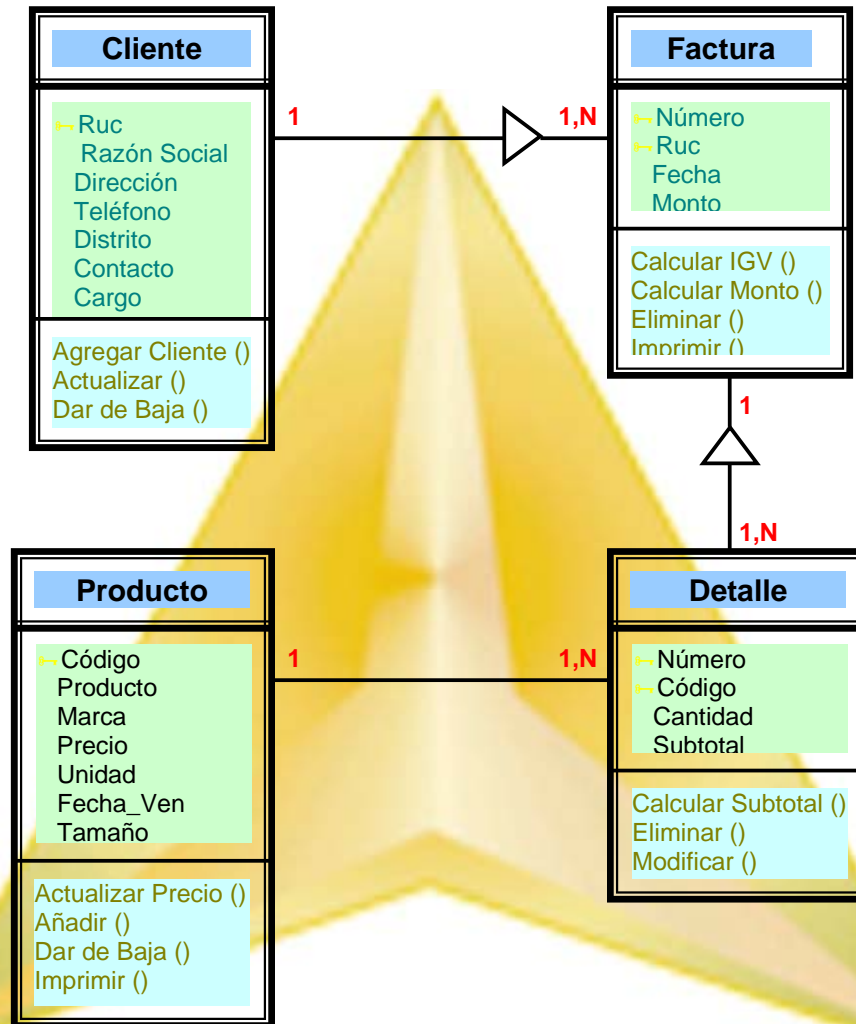 Cliente
Ruc
Razón Social
Dirección
Teléfono
Distrito
Contacto
Cargo
Agregar Cliente ()
Actualizar ()
Dar de Baja ()
1
1,N
Factura
Número
Ruc
Fecha
Monto
Calcular IGV ()
Calcular Monto ()
Eliminar ()
Imprimir ()
1
1,N
Producto
Código
Producto
Marca
Precio
Unidad
Fecha_Ven
Tamaño
Actualizar Precio ()
Añadir ()
Dar de Baja ()
Imprimir ()
1
1,N
Detalle
Número
Código
Cantidad
Subtotal
Calcular Subtotal ()
Eliminar ()
Modificar ()